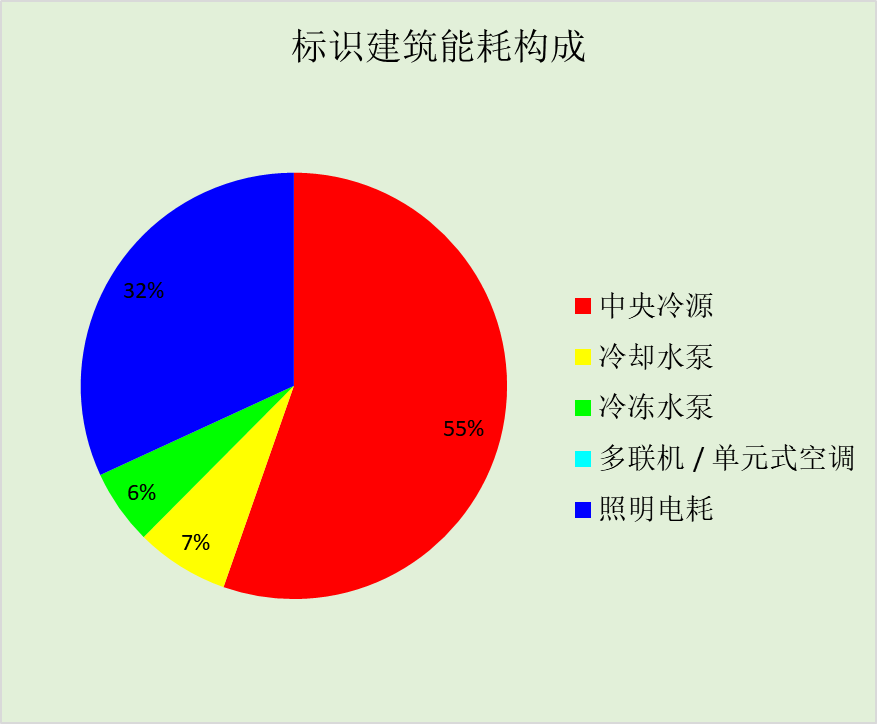 标识建筑能耗构成
32%
55%
6%
7%
中央冷源
冷却水泵
冷冻水泵
多联机 / 单元式空调
照明电耗